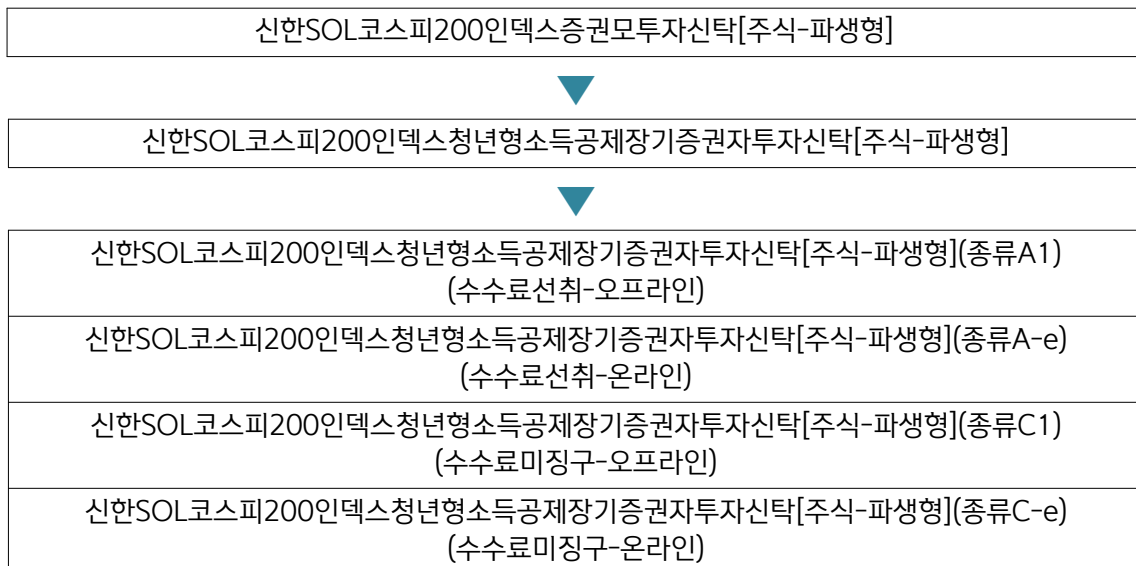 신한SOL코스피200인덱스증권모투자신탁[주식-파생형]
신한SOL코스피200인덱스청년형소득공제장기증권자투자신탁[주식-파생형]
신한SOL코스피200인덱스청년형소득공제장기증권자투자신탁[주식-파생형](종류A1)
(수수료선취-오프라인)
신한SOL코스피200인덱스청년형소득공제장기증권자투자신탁[주식-파생형](종류A-e)
(수수료선취-온라인)
신한SOL코스피200인덱스청년형소득공제장기증권자투자신탁[주식-파생형](종류C1)
(수수료미징구-오프라인)
신한SOL코스피200인덱스청년형소득공제장기증권자투자신탁[주식-파생형](종류C-e)
(수수료미징구-온라인)